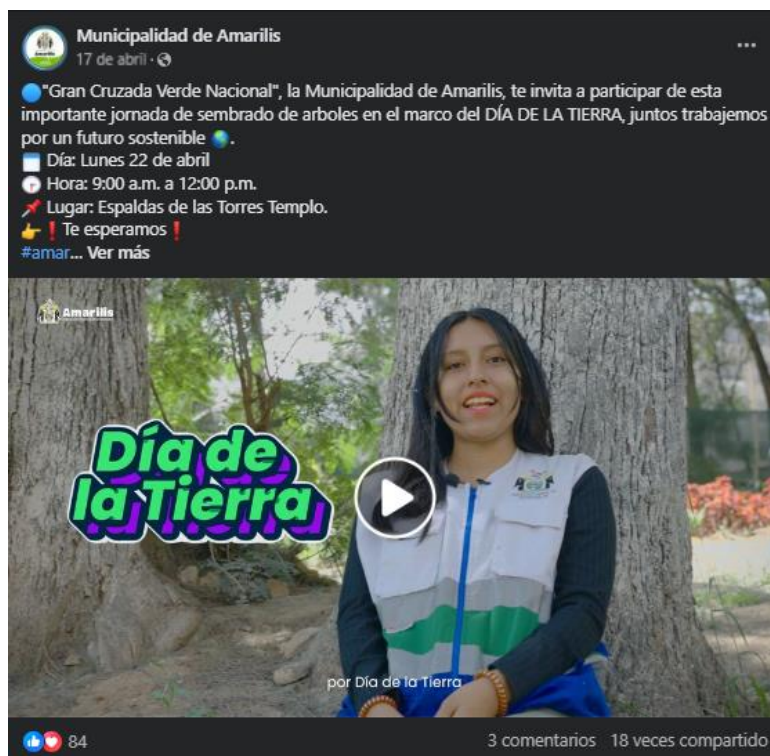 Municipalidad de Amarilis
17 de abril ·
"Gran Cruzada Verde Nacional", la Municipalidad de Amarilis, te invita a participar de esta
importante jornada de sembrado de arboles en el marco del DÍA DE LA TIERRA, juntos trabajemos
por un futuro sostenible 🌎.
🗓️ Día: Lunes 22 de abril
🕝 Hora: 9:00 a.m. a 12:00 p.m.
📌 Lugar: Espaldas de las Torres Templo.
👉❗Te esperamos❗
#amar... Ver más
Amarilis
Día de
la Tierra
por Día de la Tierra
84
3 comentarios 18 veces compartido